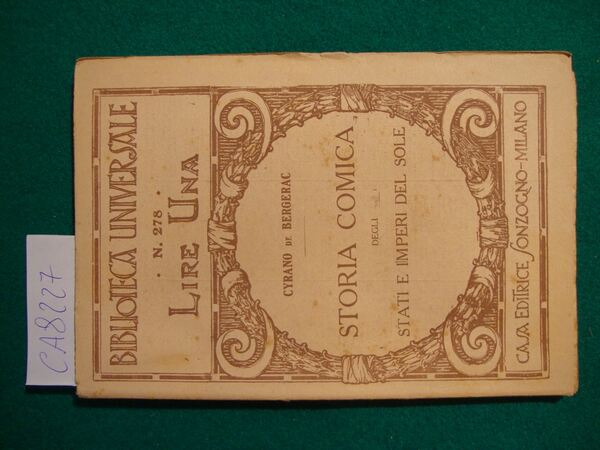 BIBLIOTECA UNIVERSALE
N. 278
LIRE UNA
CYRANO DE BERGERAC
STORIA COMICA
DEGLI
STATI E IMPERI DEL SOLE
CASA EDITRICE SONZOGNO-MILANO
CA8227